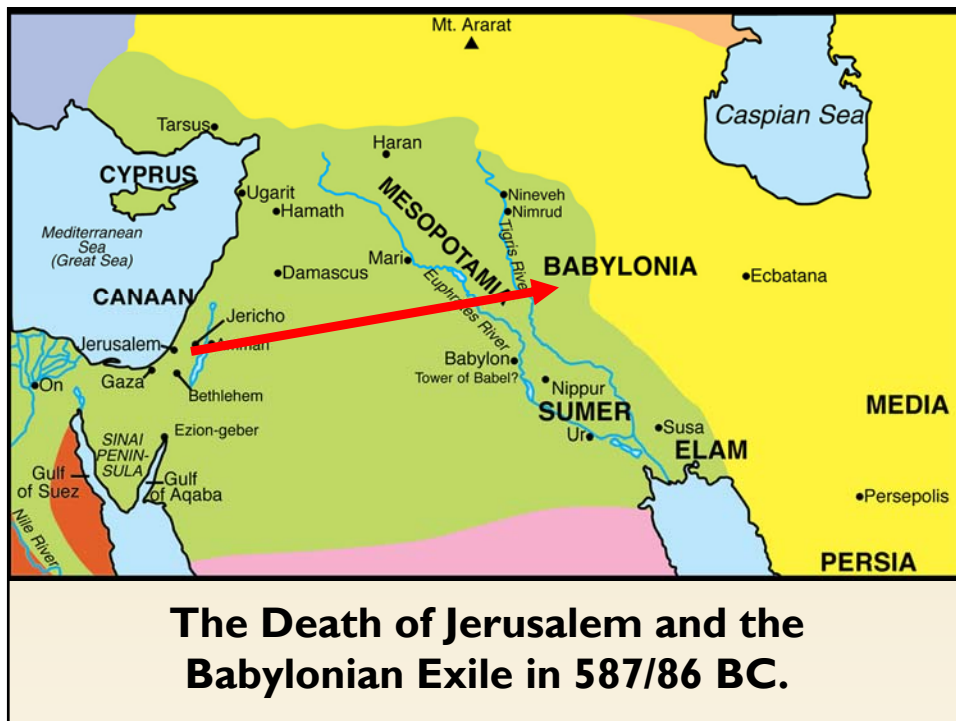 Mt. Ararat
Caspian Sea
Tarsus
Haran
CYPRUS
Ugarit
Nineveh
Hamath
Nimrud
MESOPOTAMIA
Tigris River
Mediterranean
Sea
(Great Sea)
Mari
BABYLONIA
Damascus
Ecbatana
CANAAN
Euphrates River
Jericho
Jerusalem
Amman
Babylon
Tower of Babel?
On
Gaza
Bethlehem
Nippur
MEDIA
SUMER
Ezion-geber
Ur
Susa
SINAI
PENIN-
SULA
ELAM
Gulf
of Suez
Gulf
of Aqaba
Persepolis
Nile River
PERSIA
The Death of Jerusalem and the
Babylonian Exile in 587/86 BC.